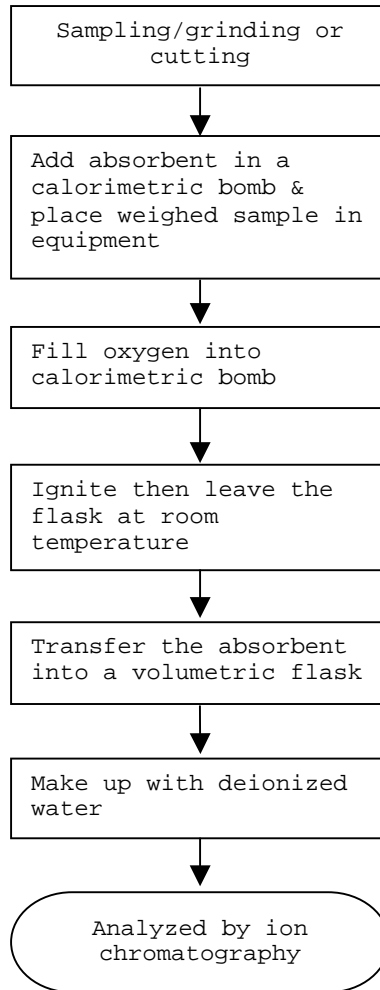 Sampling/grinding or
cutting
Add absorbent in a
calorimetric bomb &
place weighed sample in
equipment
Fill oxygen into
calorimetric bomb
Ignite then leave the
flask at room
temperature
Transfer the absorbent
into a volumetric flask
Make up with deionized
water
Analyzed by ion
chromatography